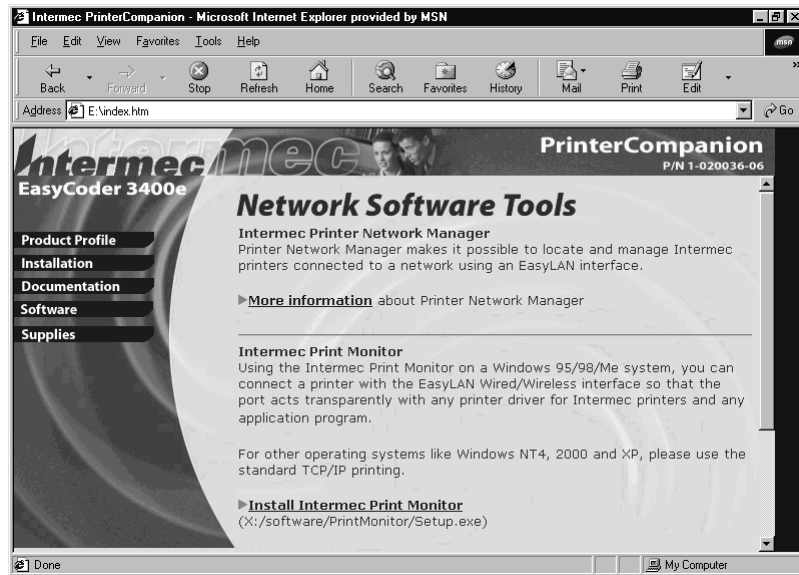 Intermec PrinterCompanion - Microsoft Internet Explorer provided by MSN
File Edit View Favorites Tools Help
msn
Back Forward Stop Refresh Home Search Favorites History Mail Print Edit »
Address E:\index.htm Go
Intermec
Intermec
PrinterCompanion
P/N 1-020036-06
EasyCoder 3400e
Product Profile
Installation
Documentation
Software
Supplies
Network Software Tools
Intermec Printer Network Manager
Printer Network Manager makes it possible to locate and manage Intermec
printers connected to a network using an EasyLAN interface.
More information about Printer Network Manager
Intermec Print Monitor
Using the Intermec Print Monitor on a Windows 95/98/Me system, you can
connect a printer with the EasyLAN Wired/Wireless interface so that the
port acts transparently with any printer driver for Intermec printers and any
application program.
For other operating systems like Windows NT4, 2000 and XP, please use the
standard TCP/IP printing.
Install Intermec Print Monitor
(X:/software/PrintMonitor/Setup.exe)
Done My Computer